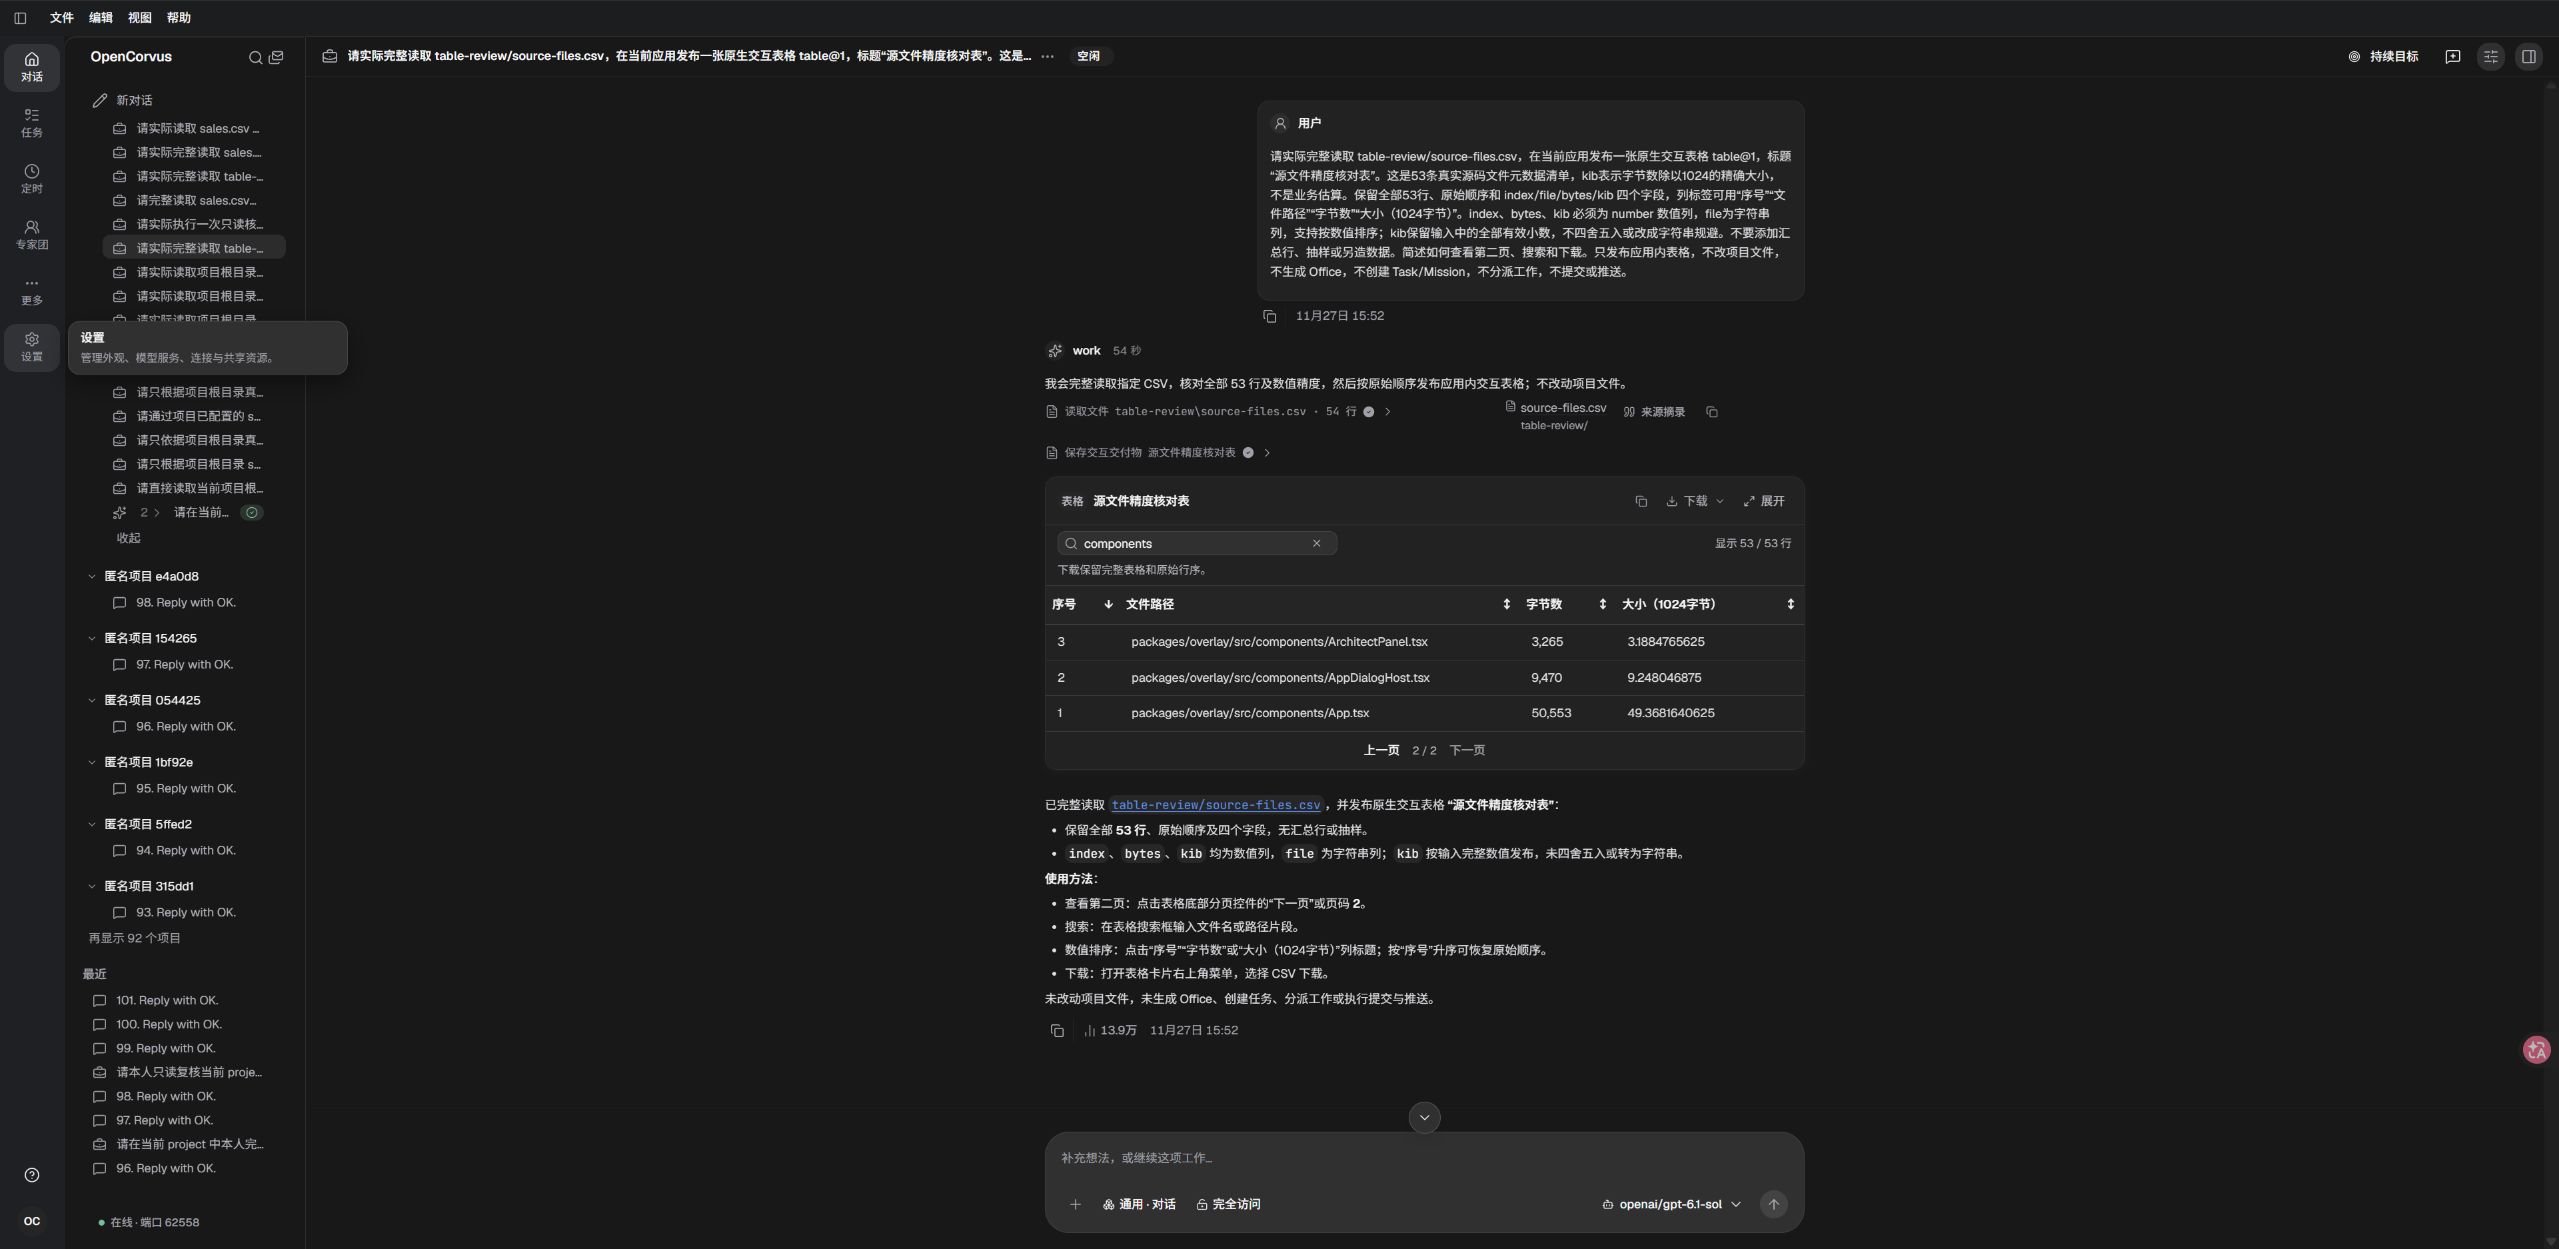 文件 编辑 视图 帮助
对话
任务
定时
专家团
更多
设置
OC
OpenCorvus
新对话
请实际读取 sales.csv ...
请实际完整读取 sales....
请实际完整读取 table-...
请完整读取 sales.csv...
请实际执行一次只读核...
请实际完整读取 table-...
请实际读取项目根目录...
请实际读取项目根目录...
请实际读取项目根目录
设置
管理外观、模型服务、连接与共享资源。
请只根据项目根目录真...
请通过项目已配置的 s...
请只依据项目根目录真...
请只根据项目根目录 s...
请直接读取当前项目根...
2 请在当前...
收起
匿名项目 e4a0d8
98. Reply with OK.
匿名项目 154265
97. Reply with OK.
匿名项目 054425
96. Reply with OK.
匿名项目 1bf92e
95. Reply with OK.
匿名项目 5ffed2
94. Reply with OK.
匿名项目 315dd1
93. Reply with OK.
再显示 92 个项目
最近
101. Reply with OK.
100. Reply with OK.
99. Reply with OK.
请本人只读复核当前 proje...
98. Reply with OK.
97. Reply with OK.
请在当前 project 中本人完...
96. Reply with OK.
在线 · 端口 62558
请实际完整读取 table-review/source-files.csv，在当前应用发布一张原生交互表格 table@1，标题“源文件精度核对表”。这是... 空闲
持续目标
用户
请实际完整读取 table-review/source-files.csv，在当前应用发布一张原生交互表格 table@1，标题
“源文件精度核对表”。这是53条真实源码文件元数据清单，kib表示字节数除以1024的精确大小，
不是业务估算。保留全部53行、原始顺序和 index/file/bytes/kib 四个字段，列标签可用“序号”“文
件路径”“字节数”“大小（1024字节）”。index、bytes、kib 必须为 number 数值列，file为字符串
列，支持按数值排序；kib保留输入中的全部有效小数，不四舍五入或改成字符串规避。不要添加汇
总行、抽样或另造数据。简述如何查看第二页、搜索和下载。只发布应用内表格，不改项目文件，
不生成 Office，不创建 Task/Mission，不分派工作，不提交或推送。
11月27日 15:52
work 54 秒
我会完整读取指定 CSV，核对全部 53 行及数值精度，然后按原始顺序发布应用内交互表格；不改动项目文件。
读取文件 table-review\source-files.csv · 54 行
source-files.csv
table-review/
来源摘录
保存交互交付物 源文件精度核对表
表格 源文件精度核对表 下载 展开
components 显示 53 / 53 行
下载保留完整表格和原始行序。
序号 文件路径 字节数 大小（1024字节）
3 packages/overlay/src/components/ArchitectPanel.tsx 3,265 3.1884765625
2 packages/overlay/src/components/AppDialogHost.tsx 9,470 9.248046875
1 packages/overlay/src/components/App.tsx 50,553 49.3681640625
上一页 2 / 2 下一页
已完整读取 table-review/source-files.csv，并发布原生交互表格 “源文件精度核对表”：
• 保留全部 53 行、原始顺序及四个字段，无汇总行或抽样。
• index、bytes、kib 均为数值列，file 为字符串列；kib 按输入完整数值发布，未四舍五入或转为字符串。
使用方法：
• 查看第二页：点击表格底部分页控件的“下一页”或页码 2。
• 搜索：在表格搜索框输入文件名或路径片段。
• 数值排序：点击“序号”“字节数”或“大小（1024字节）”列标题；按“序号”升序可恢复原始顺序。
• 下载：打开表格卡片右上角菜单，选择 CSV 下载。
未改动项目文件，未生成 Office、创建任务、分派工作或执行提交与推送。
13.9万 11月27日 15:52
补充想法，或继续这项工作...
通用 · 对话 完全访问 openai/gpt-6.1-sol